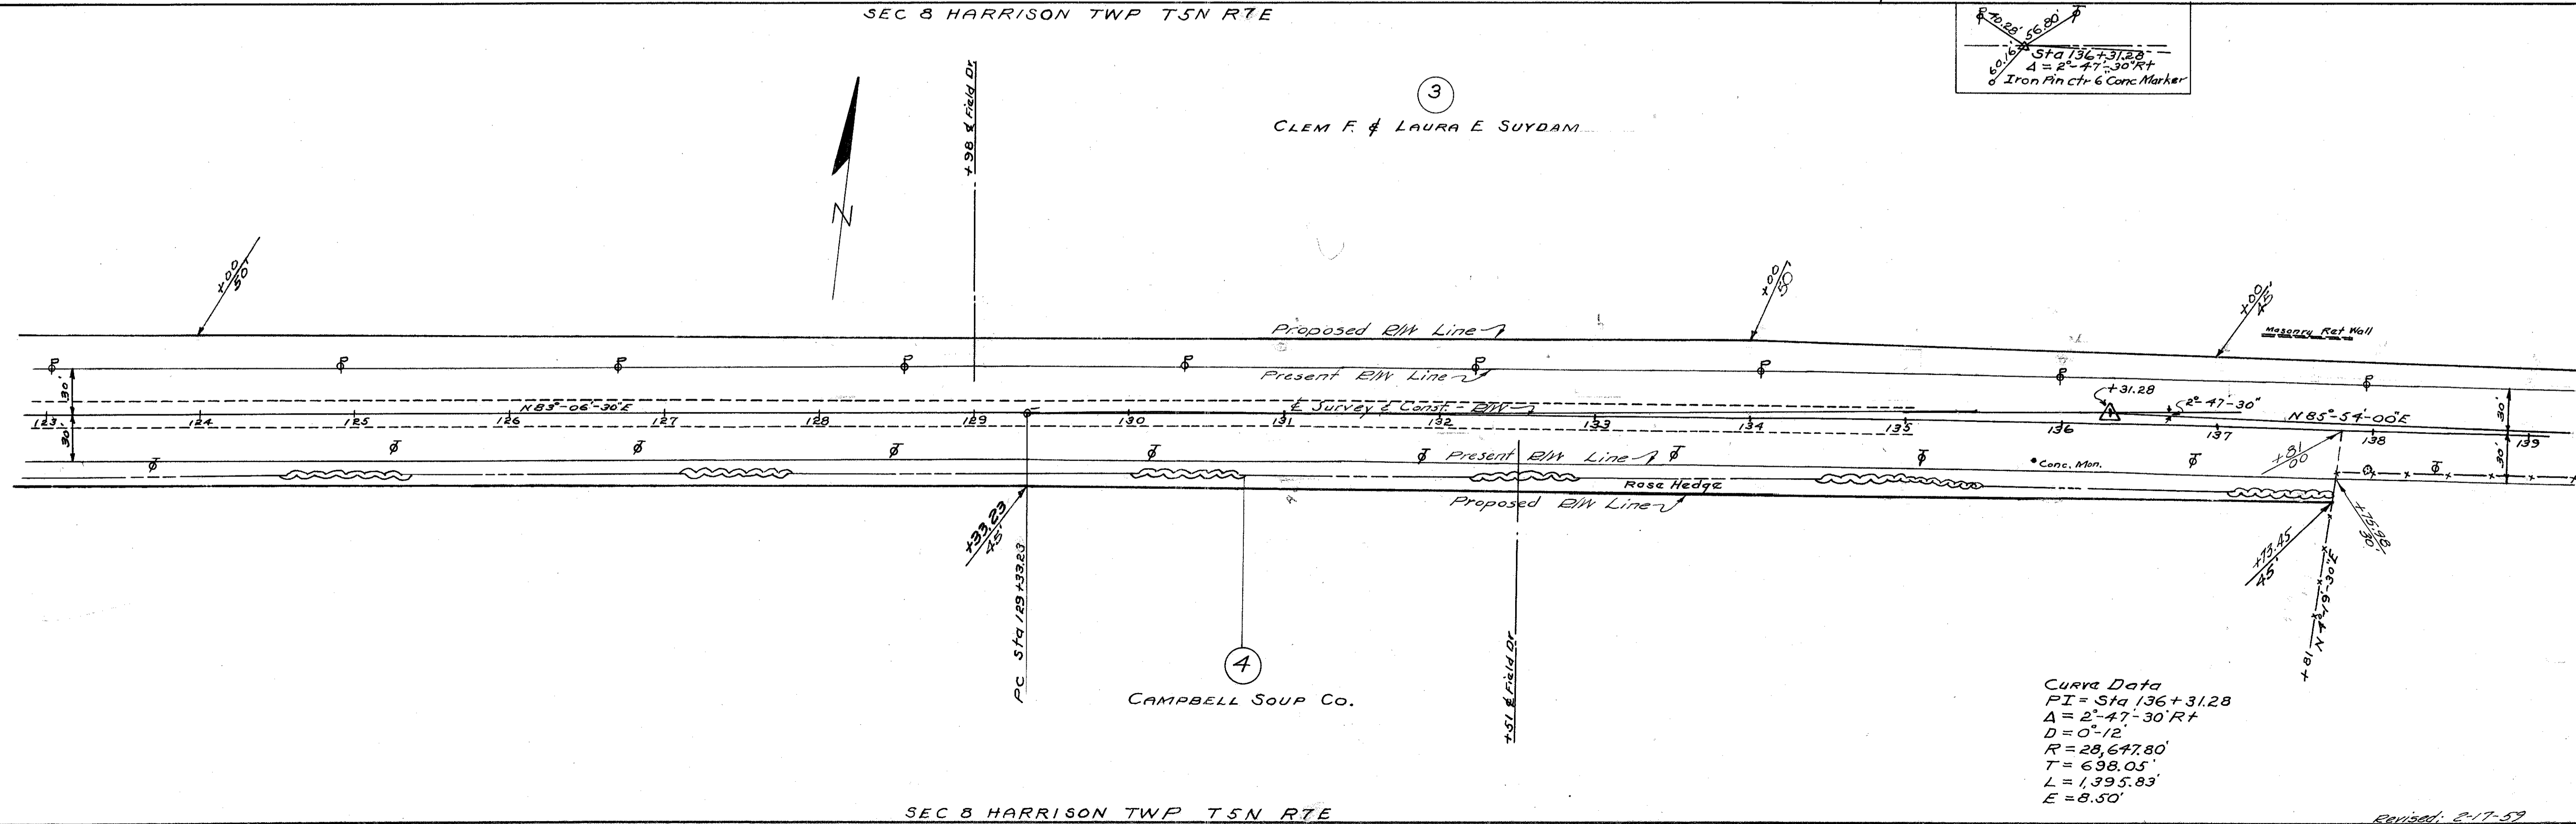 SEC 8 HARRISON TWP T5N R7E
70.28' 56.80'
60.16'
Sta 136+31.28
Δ = 2°-47'-30" Rt
Iron Pin ctr 6" Conc Marker
3
CLEM F. & LAURA E SUYDAM
+98 ℄ Field Dr.
N
+00
50'
+00
50'
+00
45'
Masonry Ret Wall
Proposed R/W Line
Present R/W Line
30'
N83°-06'-30"E
℄ Survey & Const. - R/W
+31.28
2°-47'-30"
N 85°-54'-00"E
30'
123 124 125 126 127 128 129 130 131 132 133 134 135 136 137 138 139
30'
30'
Present R/W Line
Conc. Mon.
+81
00
Rose Hedge
Proposed R/W Line
+33.23
45'
+73.45
45'
+75.98
30'
PC Sta 129+33.23
+51 ℄ Field Dr.
+81 N 4°-19'-30"E
4
CAMPBELL SOUP CO.
Curve Data
PI = Sta 136+31.28
Δ = 2°-47'-30" Rt
D = 0°-12'
R = 28,647.80'
T = 698.05'
L = 1,395.83'
E = 8.50'
SEC 8 HARRISON TWP T5N R7E
Revised: 2-17-59